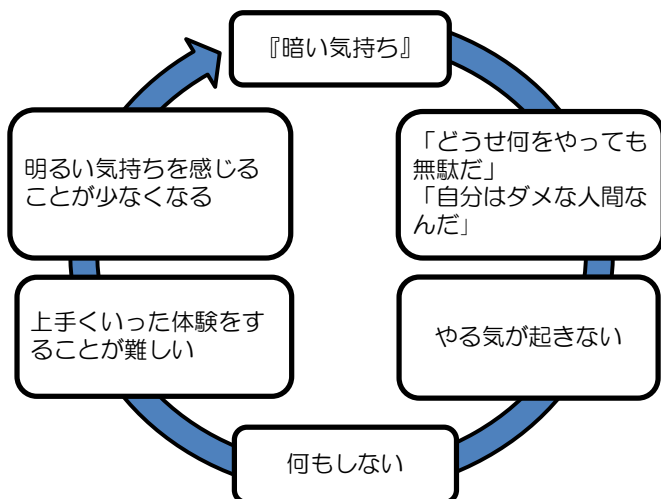 『暗い気持ち』
「どうせ何をやっても
無駄だ」
「自分はダメな人間な
んだ」
やる気が起きない
何もしない
上手くいった体験をす
ることが難しい
明るい気持ちを感じる
ことが少なくなる